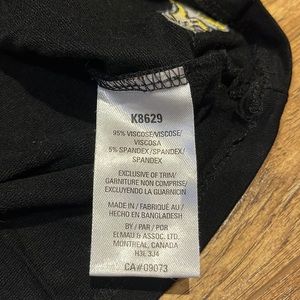 K8629
95% VISCOSE/VISCOSE/
VISCOSA
5% SPANDEX/SPANDEX/
SPANDEX
EXCLUSIVE OF TRIM/
GARNITURE NON COMPRISE/
EXCLUYENDO LA GUARNICIN
MADE IN / FABRIQUÉ AU /
HECHO EN BANGLADESH
BY / PAR / POR
ELMAU & ASSOC. LTD.
MONTREAL, CANADA
H3E 3J4
CA# 09073